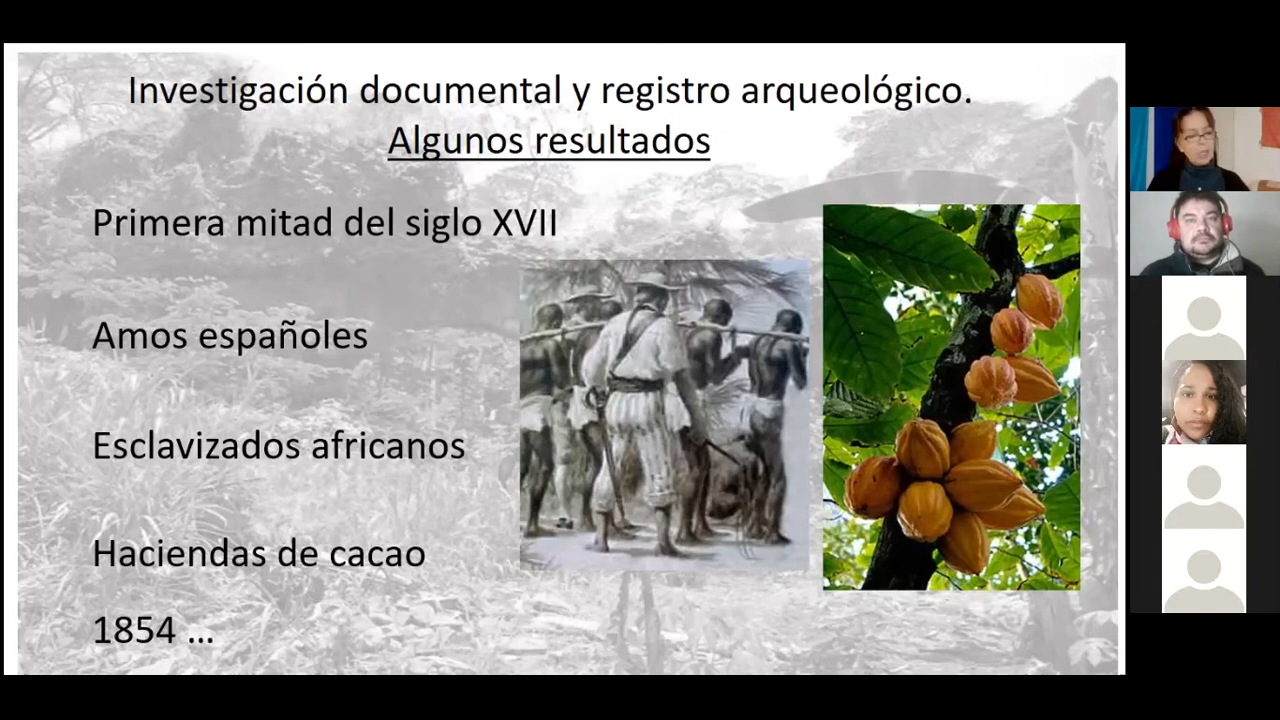 Investigación documental y registro arqueológico.
Algunos resultados
Primera mitad del siglo XVII
Amos españoles
Esclavizados africanos
Haciendas de cacao
1854 ...